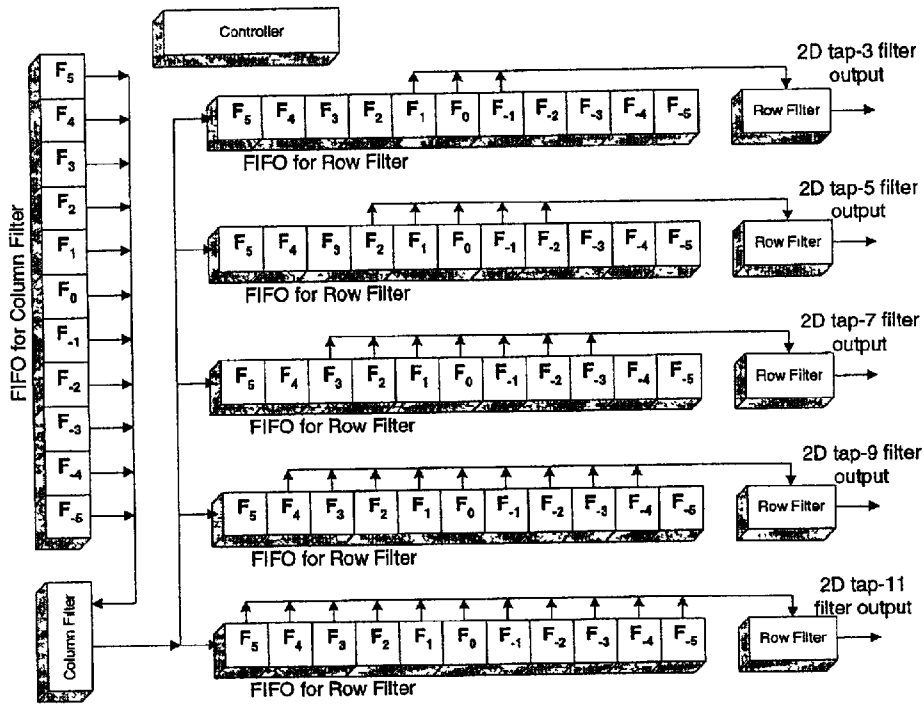 Controller
FIFO for Column Filter
F5
F4
F3
F2
F1
F0
F-1
F-2
F-3
F-4
F-5
Column Filter
2D tap-3 filter
output
F5 F4 F3 F2 F1 F0 F-1 F-2 F-3 F-4 F-5
Row Filter
FIFO for Row Filter
2D tap-5 filter
output
F5 F4 F3 F2 F1 F0 F-1 F-2 F-3 F-4 F-5
Row Filter
FIFO for Row Filter
2D tap-7 filter
output
F5 F4 F3 F2 F1 F0 F-1 F-2 F-3 F-4 F-5
Row Filter
FIFO for Row Filter
2D tap-9 filter
output
F5 F4 F3 F2 F1 F0 F-1 F-2 F-3 F-4 F-5
Row Filter
FIFO for Row Filter
2D tap-11
filter output
F5 F4 F3 F2 F1 F0 F-1 F-2 F-3 F-4 F-5
Row Filter
FIFO for Row Filter